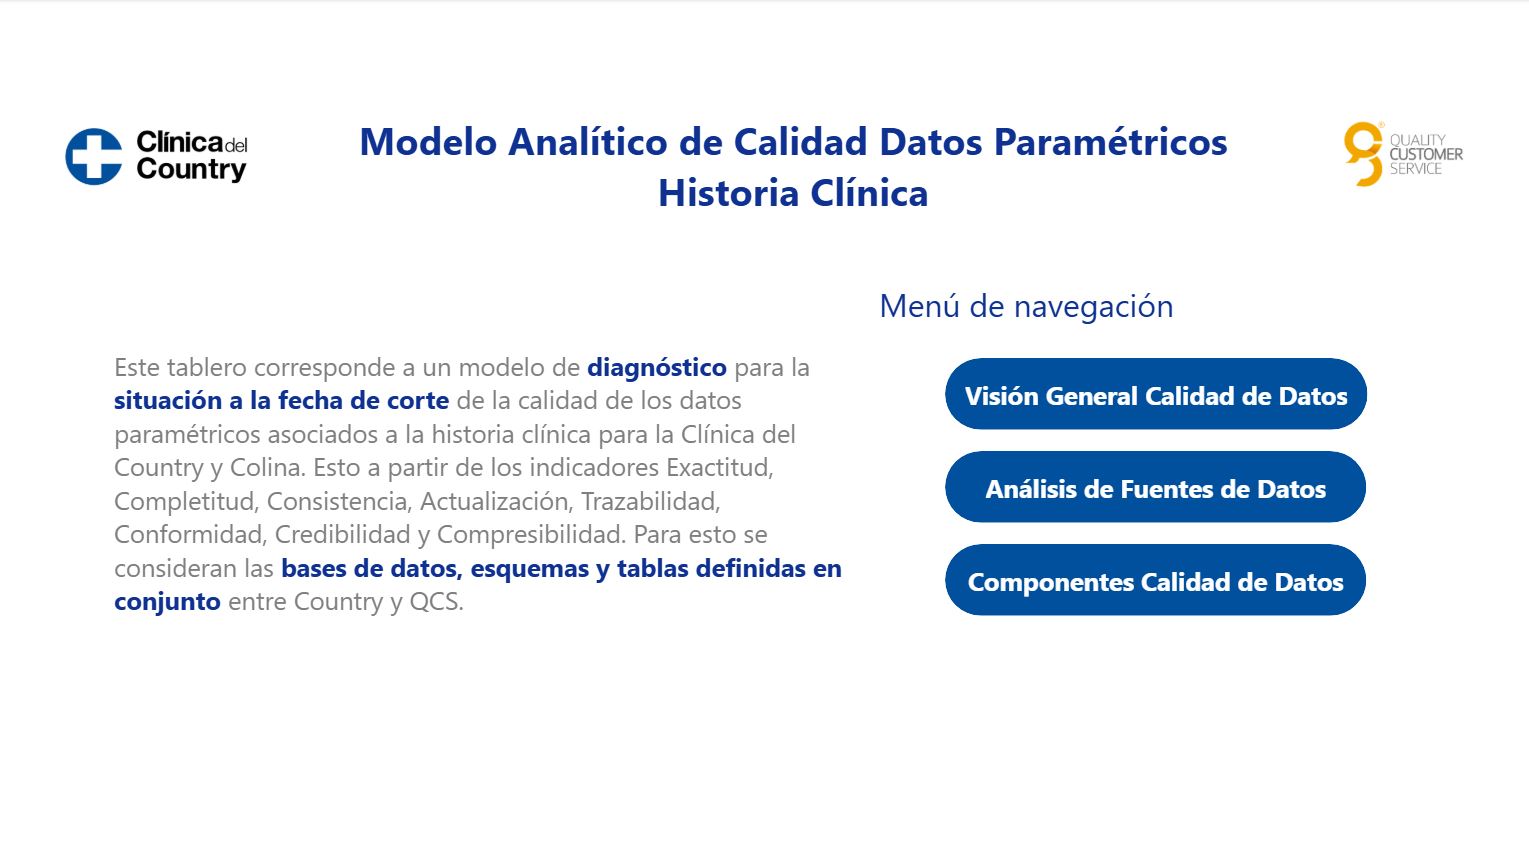 Clínica del
Country
Modelo Analítico de Calidad Datos Paramétricos
Historia Clínica
QUALITY
CUSTOMER
SERVICE
Este tablero corresponde a un modelo de diagnóstico para la
situación a la fecha de corte de la calidad de los datos
paramétricos asociados a la historia clínica para la Clínica del
Country y Colina. Esto a partir de los indicadores Exactitud,
Completitud, Consistencia, Actualización, Trazabilidad,
Conformidad, Credibilidad y Compresibilidad. Para esto se
consideran las bases de datos, esquemas y tablas definidas en
conjunto entre Country y QCS.
Menú de navegación
Visión General Calidad de Datos
Análisis de Fuentes de Datos
Componentes Calidad de Datos